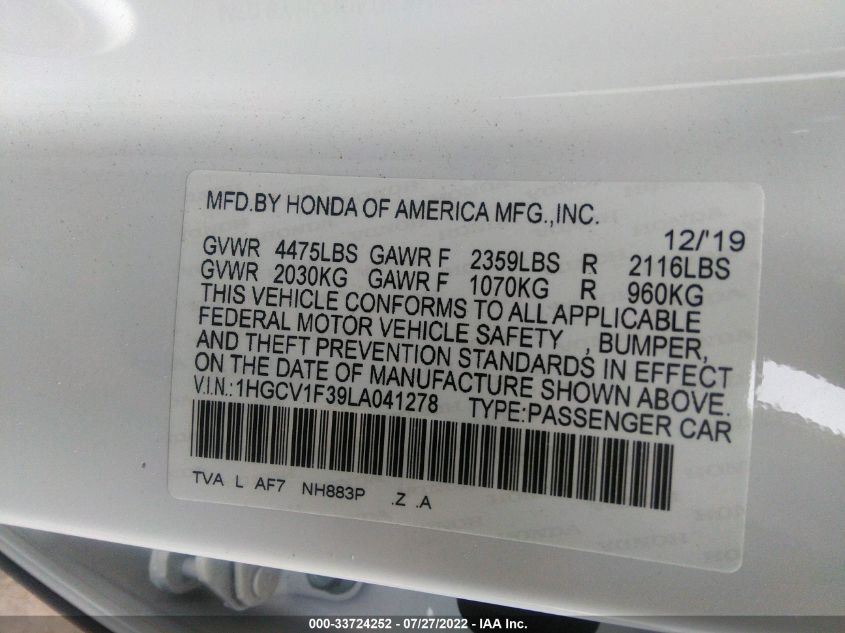 MFD.BY HONDA OF AMERICA MFG.,INC.
12/'19
GVWR 4475LBS GAWR F 2359LBS R 2116LBS
GVWR 2030KG GAWR F 1070KG R 960KG
THIS VEHICLE CONFORMS TO ALL APPLICABLE
FEDERAL MOTOR VEHICLE SAFETY , BUMPER,
AND THEFT PREVENTION STANDARDS IN EFFECT
ON THE DATE OF MANUFACTURE SHOWN ABOVE.
V.I.N.:1HGCV1F39LA041278 TYPE:PASSENGER CAR
TVA L AF7 NH883P .Z .A
000-33724252 - 07/27/2022 - IAA Inc.